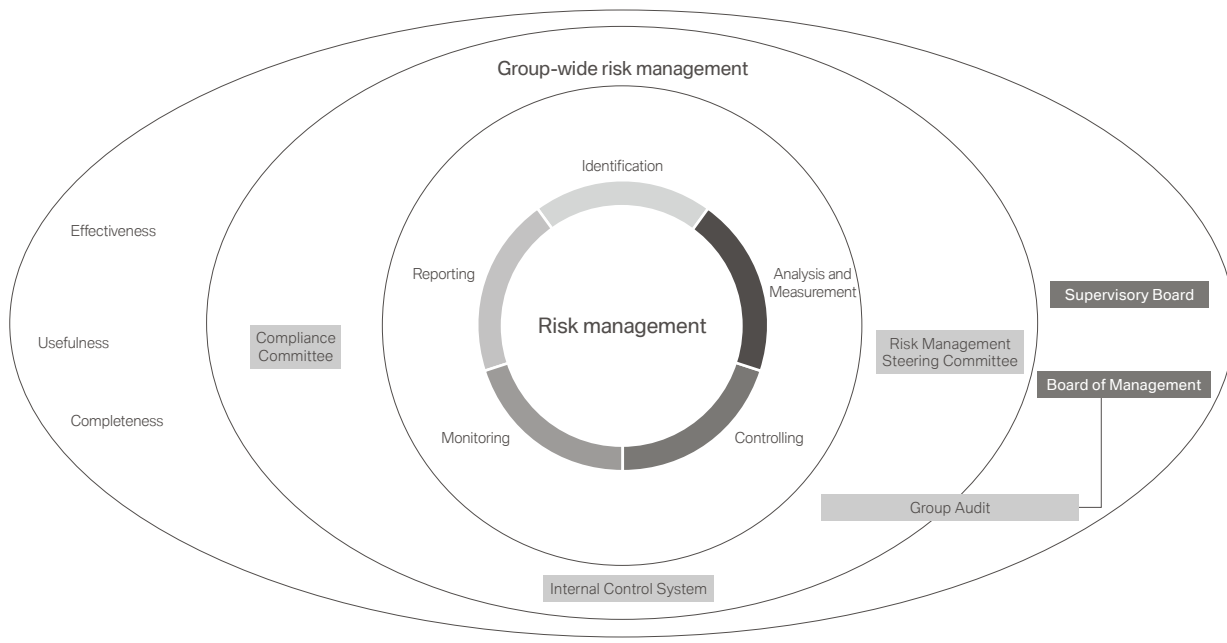 Group-wide risk management
Identification
Effectiveness
Reporting
Analysis and
Measurement
Supervisory Board
Risk management
Compliance
Committee
Usefulness
Risk Management
Steering Committee
Board of Management
Completeness
Monitoring
Controlling
Group Audit
Internal Control System